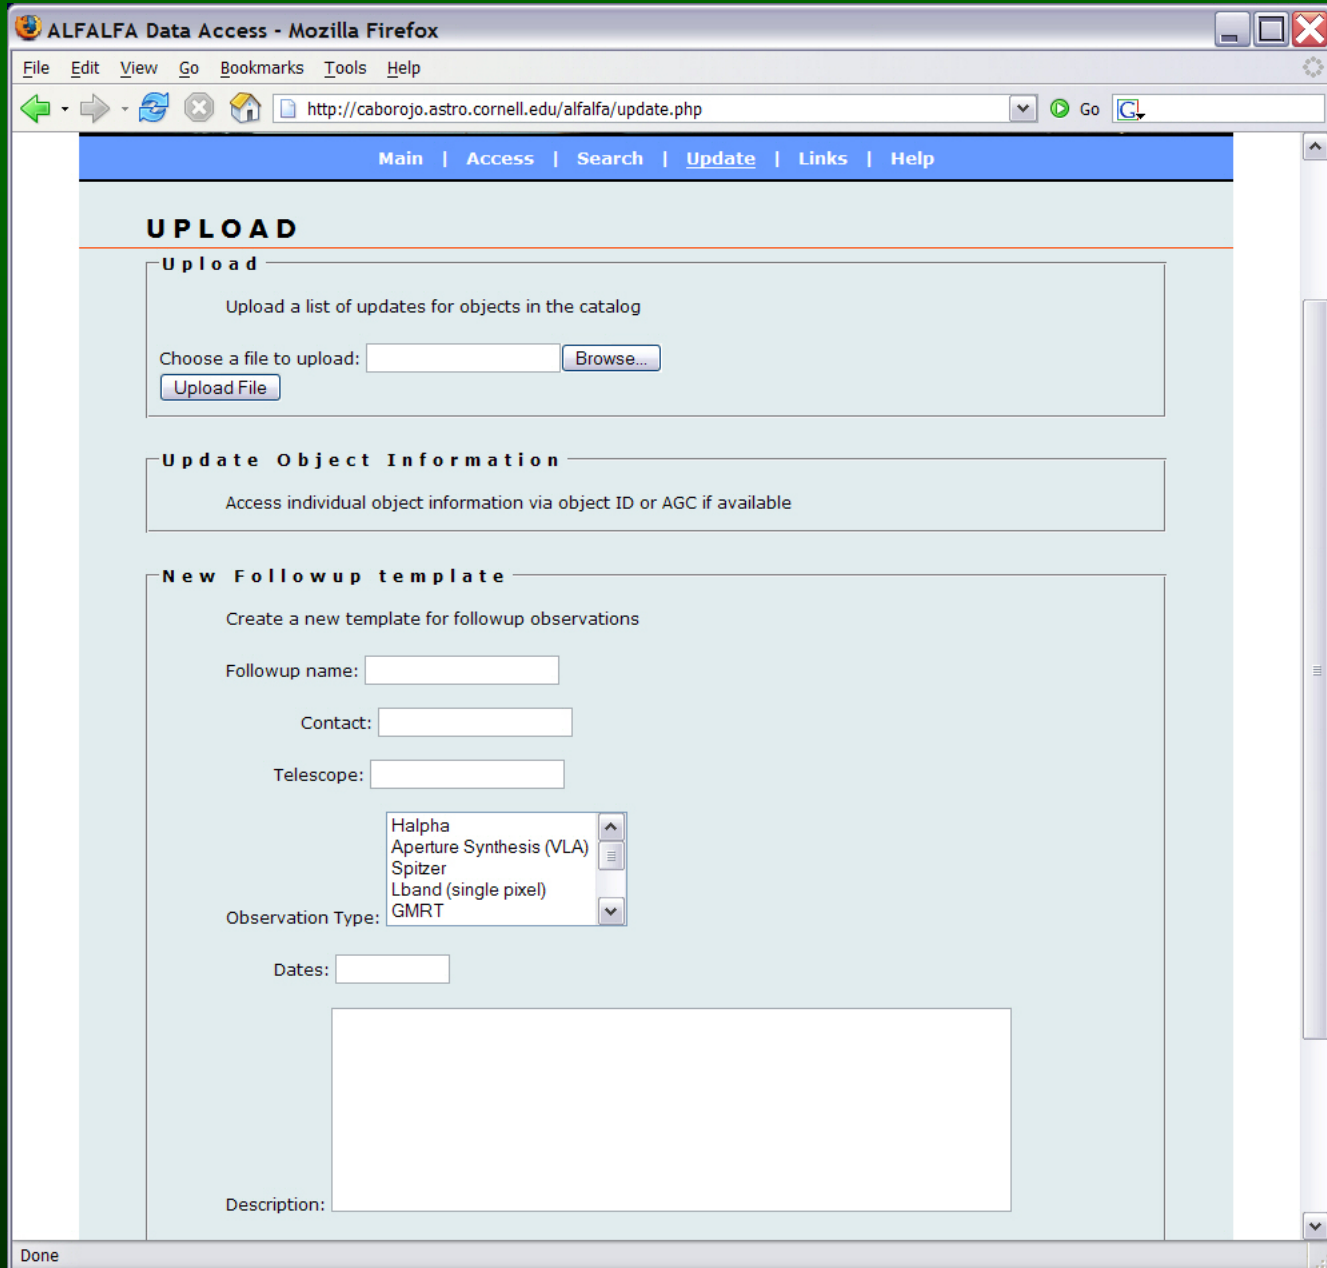 ALFALFA Data Access - Mozilla Firefox
File Edit View Go Bookmarks Tools Help
http://caborojo.astro.cornell.edu/alfalfa/update.php Go G
Main | Access | Search | Update | Links | Help
UPLOAD
Upload
Upload a list of updates for objects in the catalog
Choose a file to upload: Browse...
Upload File
Update Object Information
Access individual object information via object ID or AGC if available
New Followup template
Create a new template for followup observations
Followup name:
Contact:
Telescope:
Halpha
Aperture Synthesis (VLA)
Spitzer
Lband (single pixel)
GMRT
Observation Type:
Dates:
Description:
Done